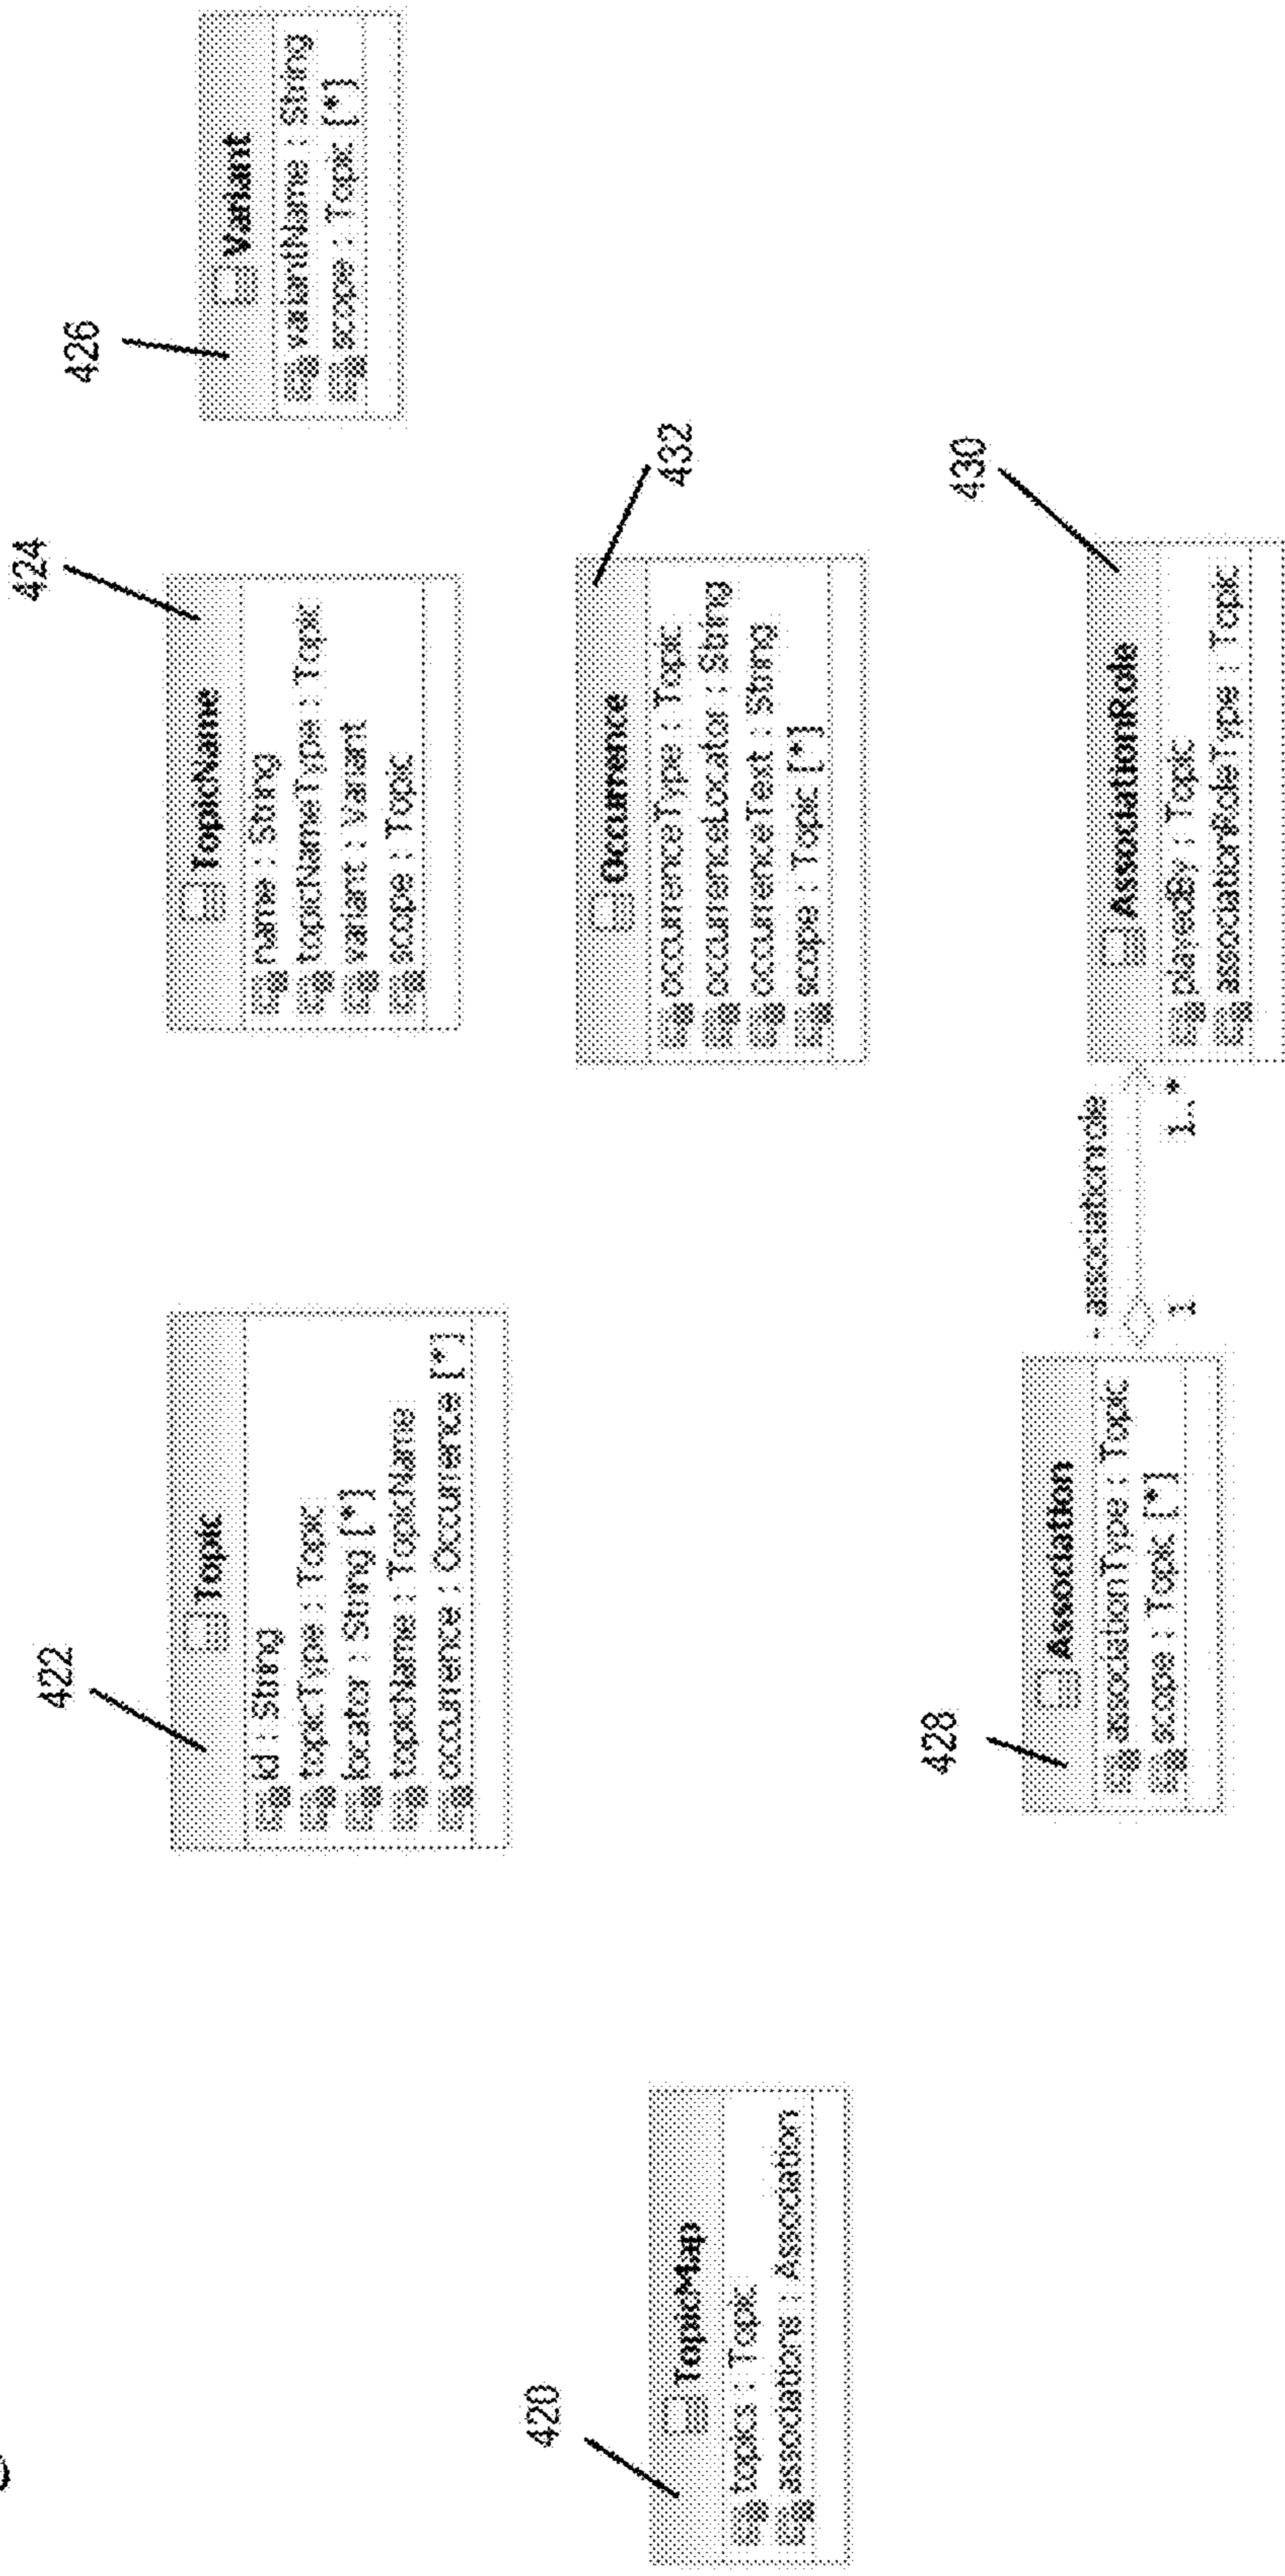 420
TopicMap
topics : Topic
associations : Association
422
Topic
id : String
topicType : Topic
locator : String [*]
topicName : TopicName
occurrence : Occurrence [*]
424
TopicName
name : String
topicNameType : Topic
variant : Variant
scope : Topic
426
Variant
variantName : String
scope : Topic [*]
432
Occurrence
occurrenceType : Topic
occurrenceLocator : String
occurrenceText : String
scope : Topic [*]
428
Association
associationType : Topic
scope : Topic [*]
- associationrole
1
1..*
430
AssociationRole
playedBy : Topic
associationRoleType : Topic